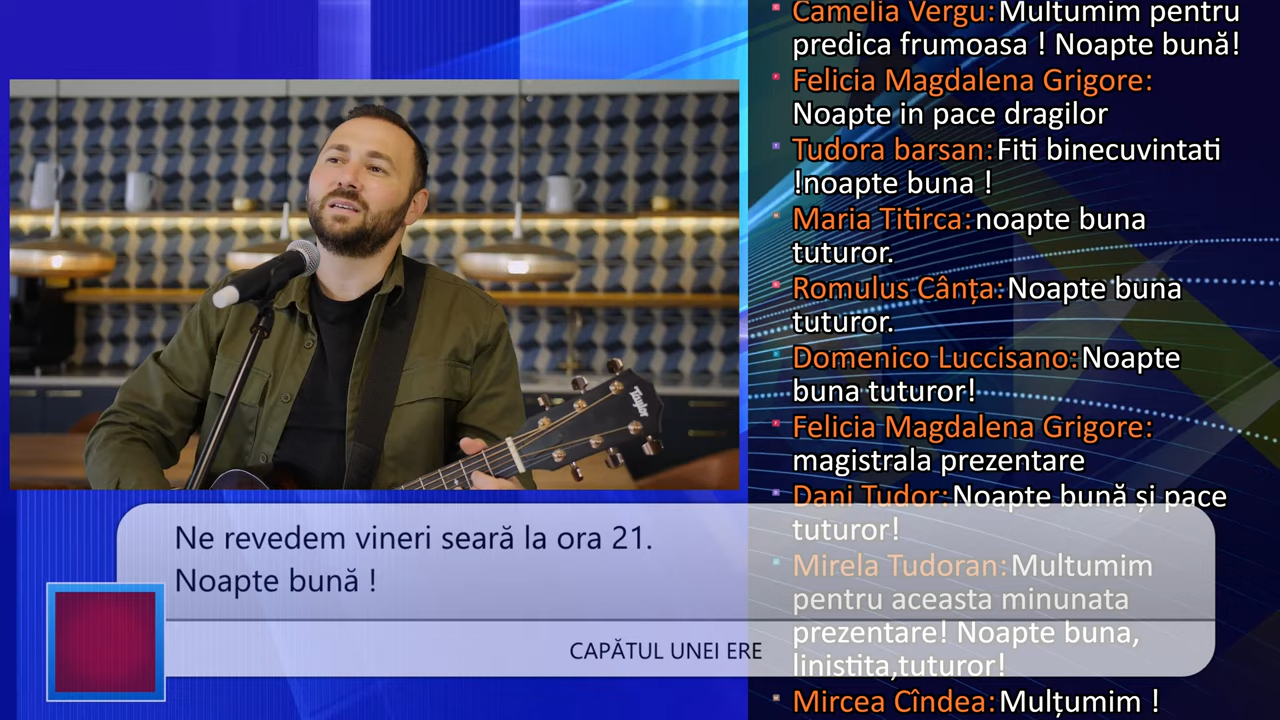 Camelia Vergu: Multumim pentru
predica frumoasa ! Noapte bună!
Felicia Magdalena Grigore:
Noapte in pace dragilor
Tudora barsan: Fiti binecuvintati
!noapte buna !
Maria Titirca: noapte buna
tuturor.
Romulus Cânța: Noapte buna
tuturor.
Domenico Luccisano: Noapte
buna tuturor!
Felicia Magdalena Grigore:
magistrala prezentare
Dani Tudor: Noapte bună și pace
tuturor!
Mirela Tudoran: Multumim
pentru aceasta minunata
prezentare! Noapte buna,
linistita,tuturor!
Mircea Cîndea: Mulțumim !
Taylor
Ne revedem vineri seară la ora 21.
Noapte bună !
CAPĂTUL UNEI ERE